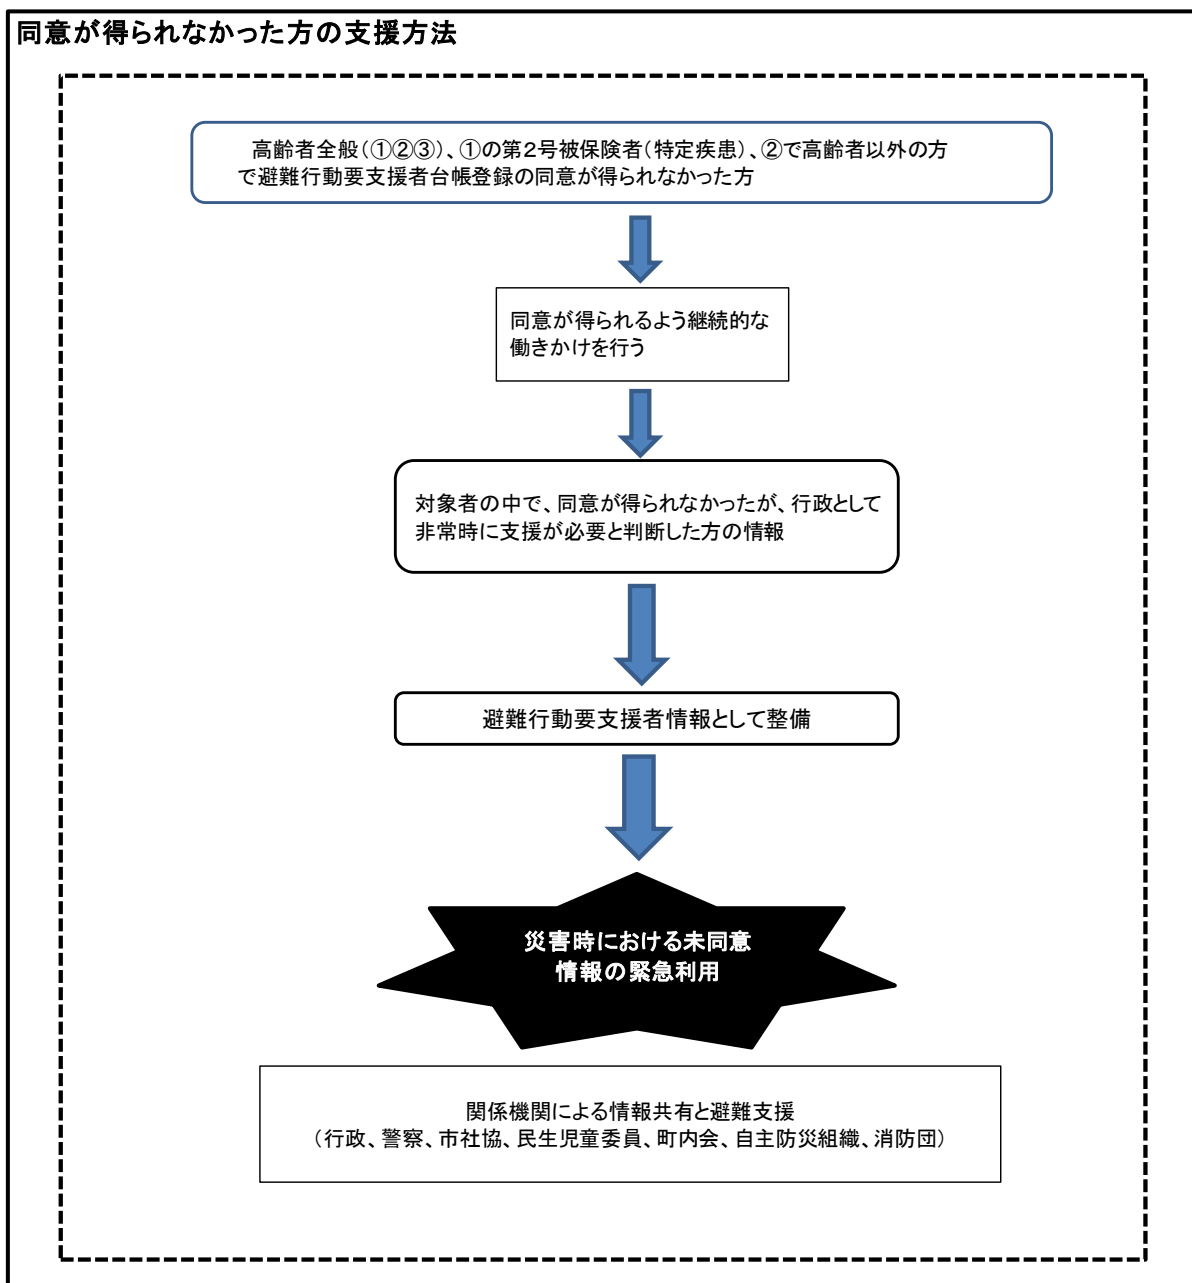 同意が得られなかった方の支援方法
高齢者全般(①②③)、①の第2号被保険者(特定疾患)、②で高齢者以外の方
で避難行動要支援者台帳登録の同意が得られなかった方
同意が得られるよう継続的な
働きかけを行う
対象者の中で、同意が得られなかったが、行政として
非常時に支援が必要と判断した方の情報
避難行動要支援者情報として整備
災害時における未同意
情報の緊急利用
関係機関による情報共有と避難支援
(行政、警察、市社協、民生児童委員、町内会、自主防災組織、消防団)